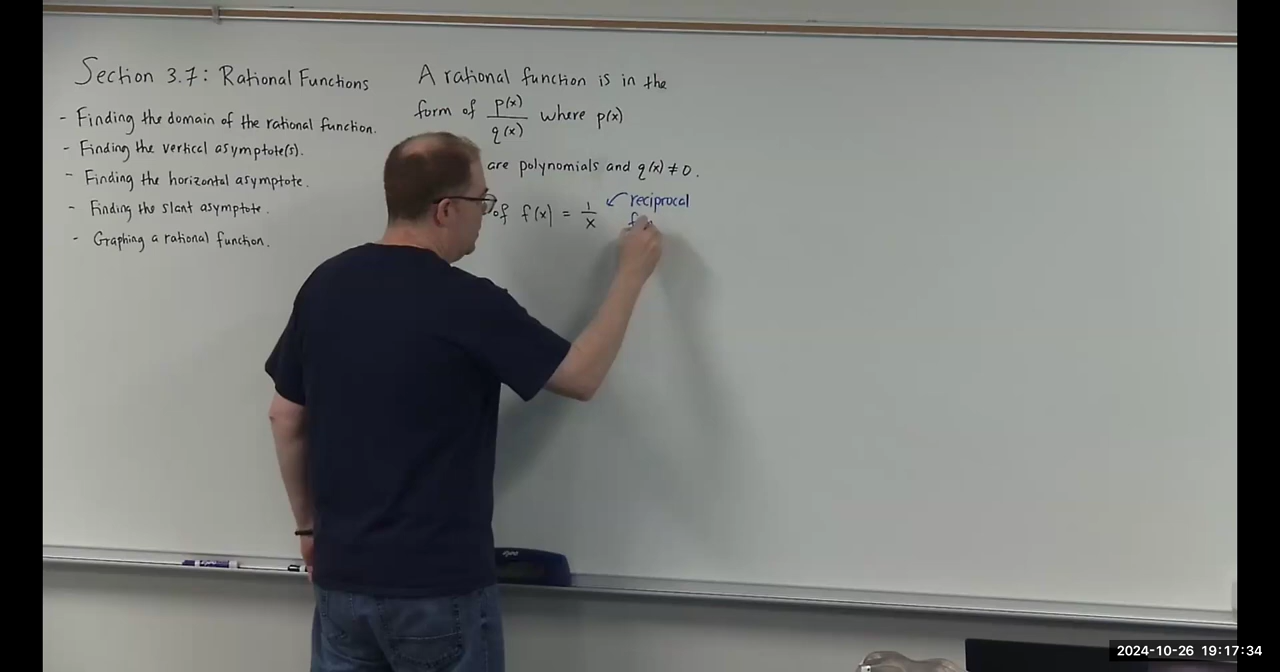 Section 3.7: Rational Functions
- Finding the domain of the rational function.
- Finding the vertical asymptote(s).
- Finding the horizontal asymptote.
- Finding the slant asymptote.
- Graphing a rational function.
A rational function is in the
form of p(x)/q(x) where p(x)
are polynomials and q(x) ≠ 0.
of f(x) = 1/x ↙ reciprocal
expo
2024-10-26 19:17:34